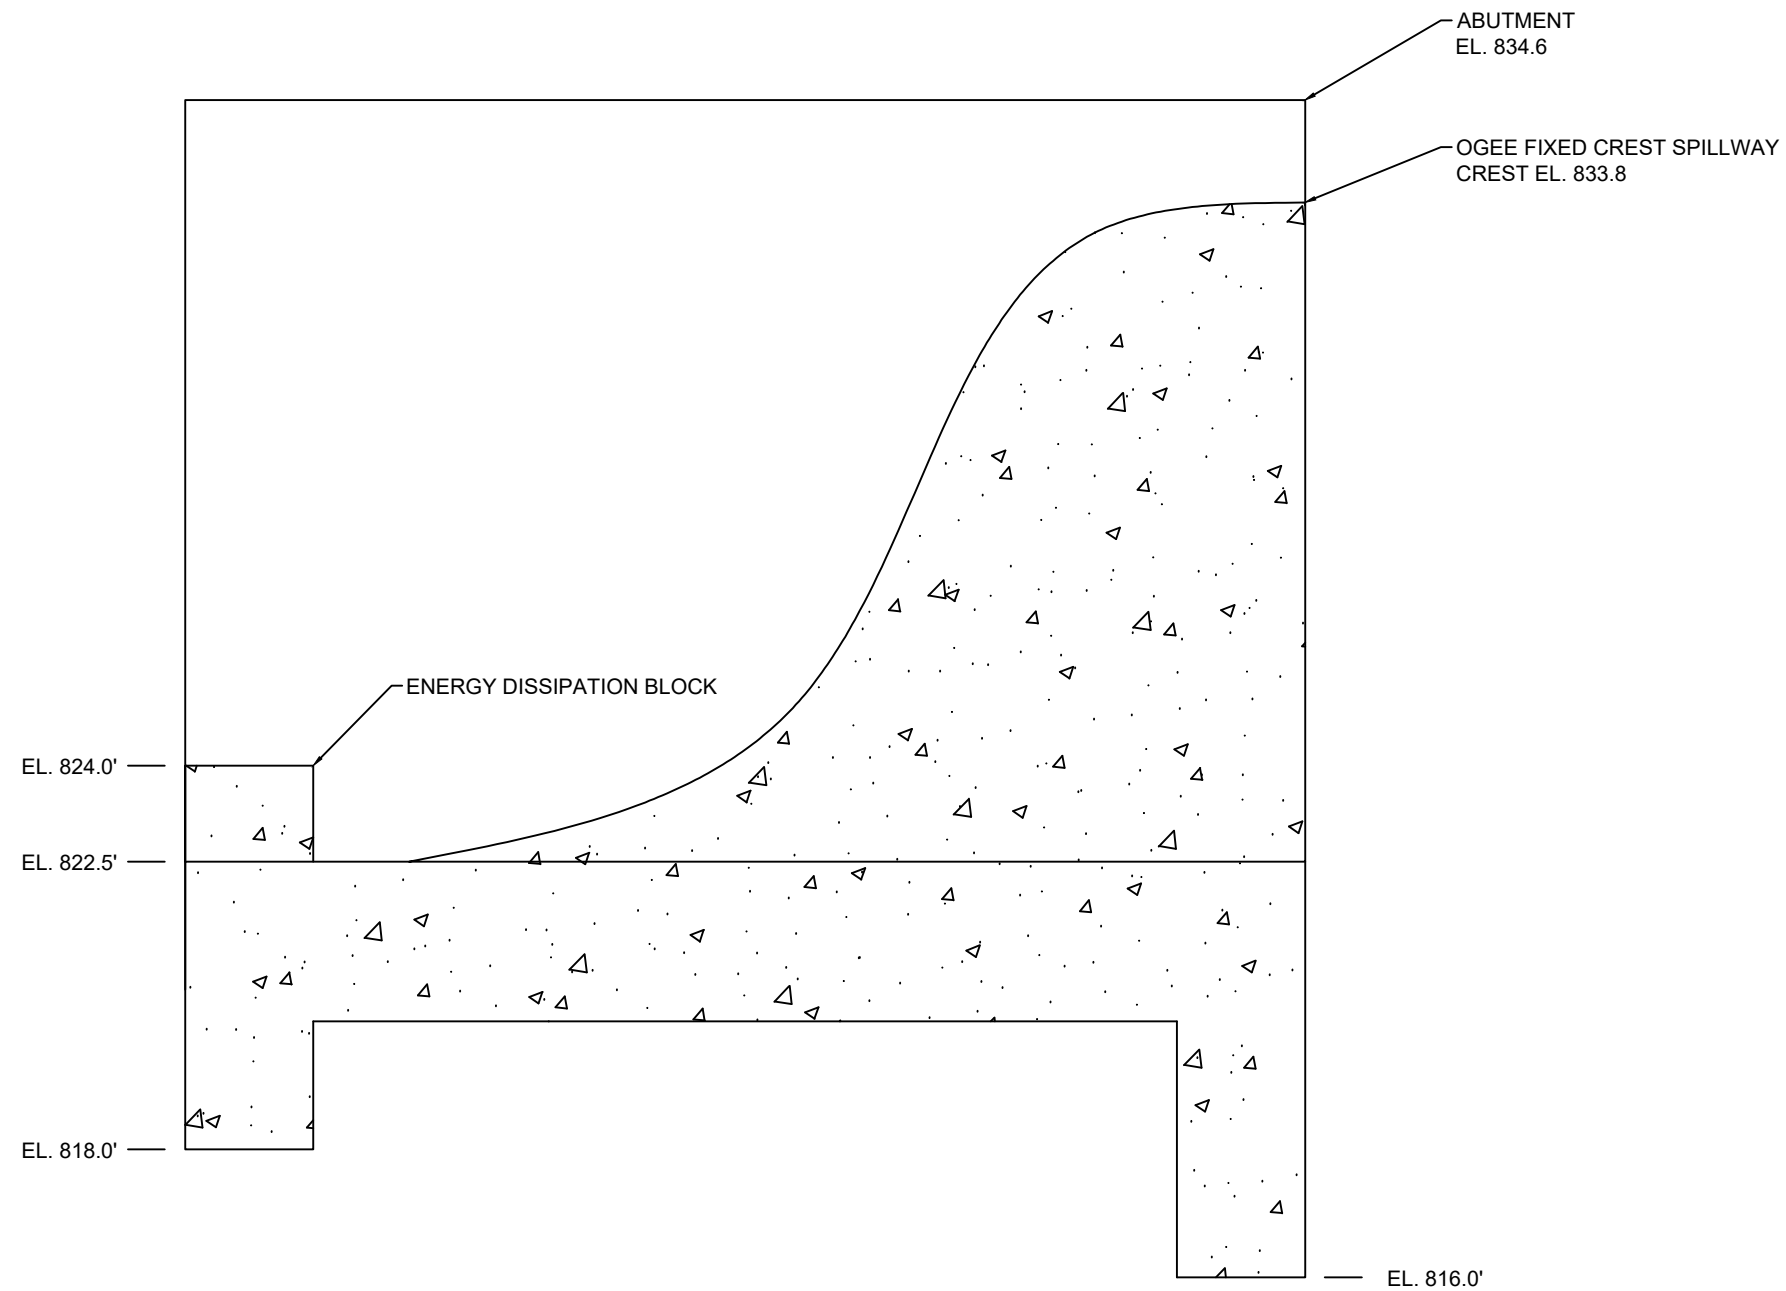 ABUTMENT
EL. 834.6
OGEE FIXED CREST SPILLWAY
CREST EL. 833.8
ENERGY DISSIPATION BLOCK
EL. 824.0'
EL. 822.5'
EL. 818.0'
EL. 816.0'